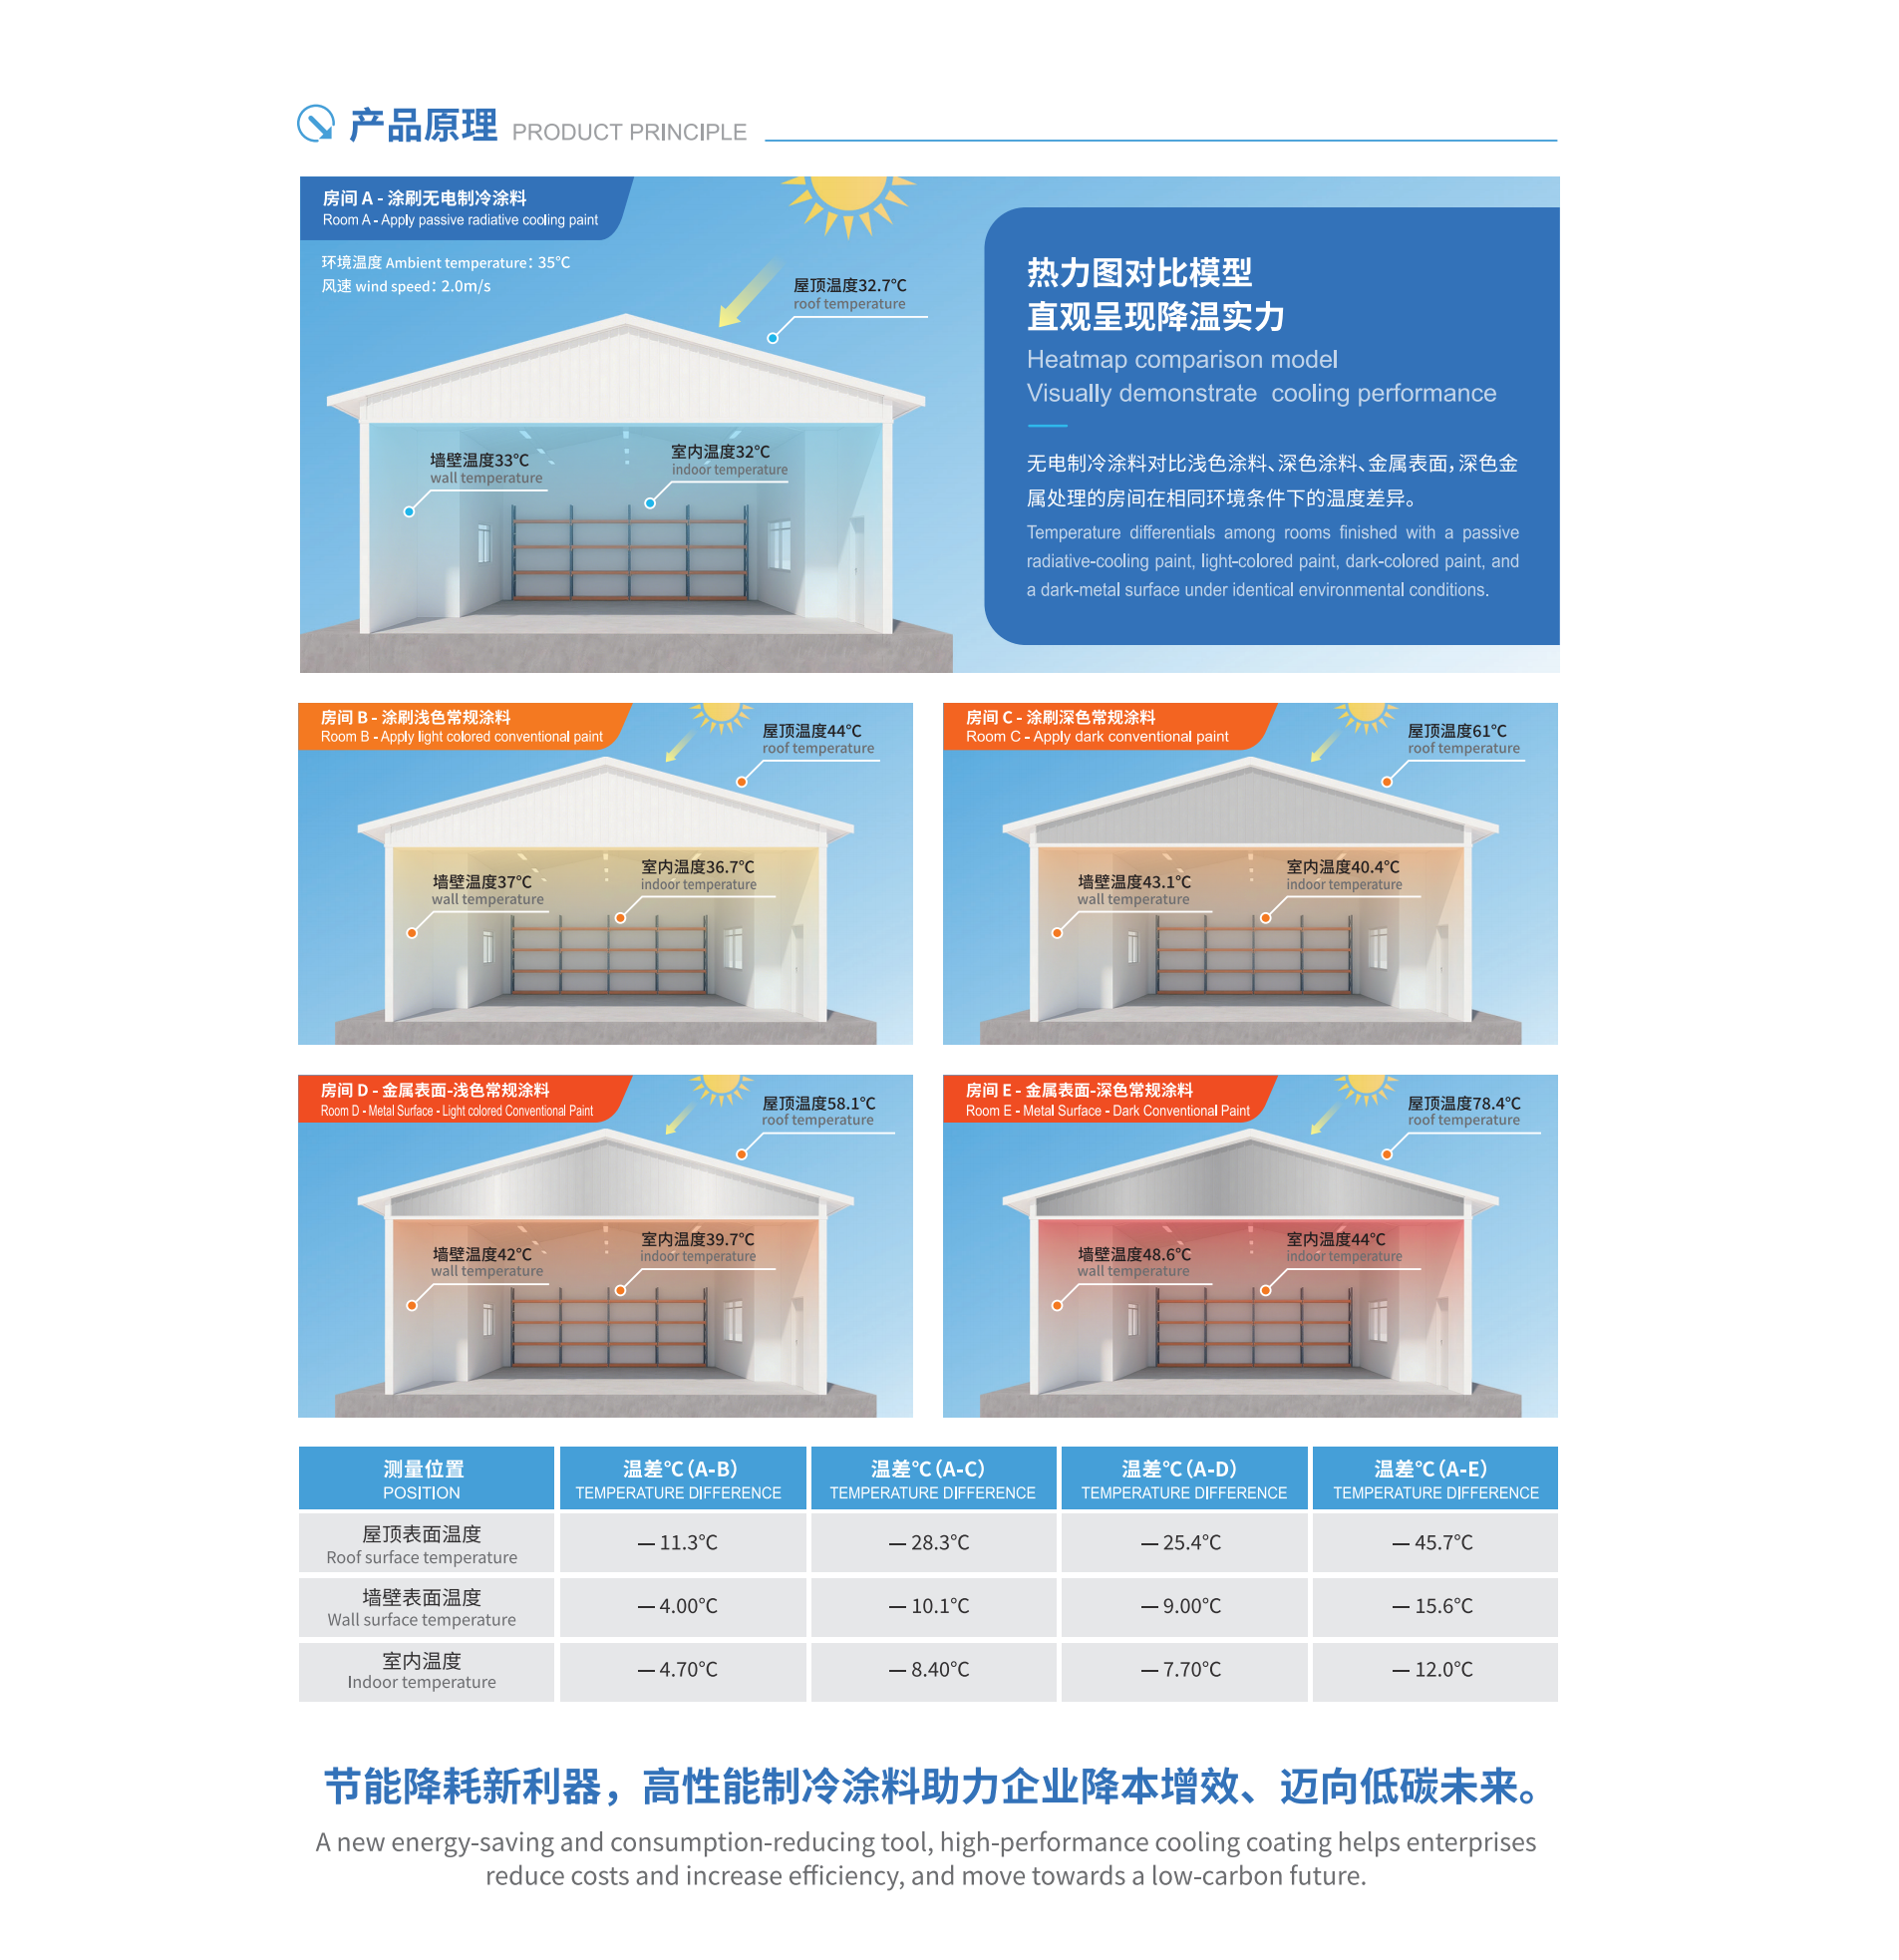 产品原理 PRODUCT PRINCIPLE
房间 A - 涂刷无电制冷涂料
Room A - Apply passive radiative cooling paint
环境温度 Ambient temperature: 35℃
风速 wind speed: 2.0m/s
屋顶温度32.7℃
roof temperature
墙壁温度33℃
wall temperature
室内温度32℃
indoor temperature
热力图对比模型
直观呈现降温实力
Heatmap comparison model
Visually demonstrate cooling performance
无电制冷涂料对比浅色涂料、深色涂料、金属表面，深色金
属处理的房间在相同环境条件下的温度差异。
Temperature differentials among rooms finished with a passive
radiative-cooling paint, light-colored paint, dark-colored paint, and
a dark-metal surface under identical environmental conditions.
房间 B - 涂刷浅色常规涂料
Room B - Apply light colored conventional paint
屋顶温度44℃
roof temperature
墙壁温度37℃
wall temperature
室内温度36.7℃
indoor temperature
房间 C - 涂刷深色常规涂料
Room C - Apply dark conventional paint
屋顶温度61℃
roof temperature
墙壁温度43.1℃
wall temperature
室内温度40.4℃
indoor temperature
房间 D - 金属表面-浅色常规涂料
Room D - Metal Surface - Light colored Conventional Paint
屋顶温度58.1℃
roof temperature
墙壁温度42℃
wall temperature
室内温度39.7℃
indoor temperature
房间 E - 金属表面-深色常规涂料
Room E - Metal Surface - Dark Conventional Paint
屋顶温度78.4℃
roof temperature
墙壁温度48.6℃
wall temperature
室内温度44℃
indoor temperature
测量位置 温差℃（A-B） 温差℃（A-C） 温差℃（A-D） 温差℃（A-E）
POSITION TEMPERATURE DIFFERENCE TEMPERATURE DIFFERENCE TEMPERATURE DIFFERENCE TEMPERATURE DIFFERENCE
屋顶表面温度
Roof surface temperature
— 11.3℃ — 28.3℃ — 25.4℃ — 45.7℃
墙壁表面温度
Wall surface temperature
— 4.00℃ — 10.1℃ — 9.00℃ — 15.6℃
室内温度
Indoor temperature
— 4.70℃ — 8.40℃ — 7.70℃ — 12.0℃
节能降耗新利器，高性能制冷涂料助力企业降本增效、迈向低碳未来。
A new energy-saving and consumption-reducing tool, high-performance cooling coating helps enterprises
reduce costs and increase efficiency, and move towards a low-carbon future.